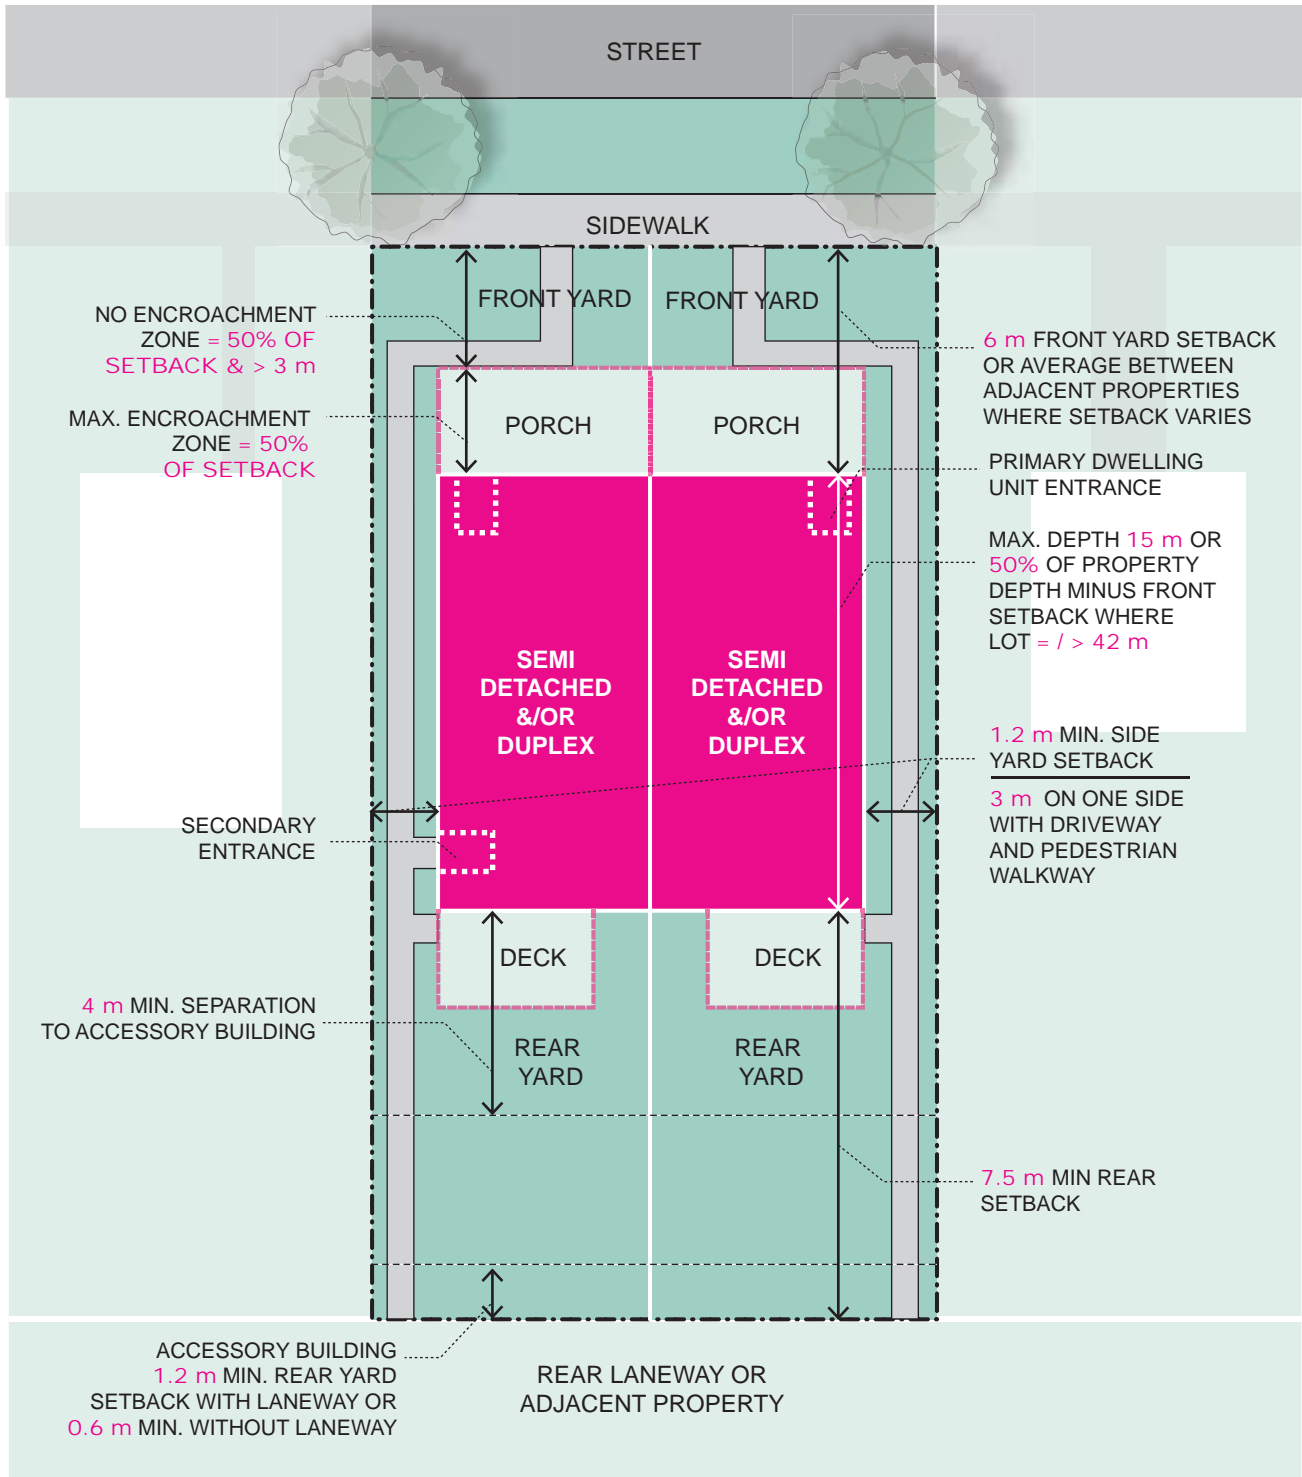 STREET
SIDEWALK
FRONT YARD
FRONT YARD
NO ENCROACHMENT
ZONE = 50% OF
SETBACK & > 3 m
MAX. ENCROACHMENT
ZONE = 50%
OF SETBACK
PORCH
PORCH
6 m FRONT YARD SETBACK
OR AVERAGE BETWEEN
ADJACENT PROPERTIES
WHERE SETBACK VARIES
PRIMARY DWELLING
UNIT ENTRANCE
MAX. DEPTH 15 m OR
50% OF PROPERTY
DEPTH MINUS FRONT
SETBACK WHERE
LOT = / > 42 m
SEMI
DETACHED
&/OR
DUPLEX
SEMI
DETACHED
&/OR
DUPLEX
1.2 m MIN. SIDE
YARD SETBACK
3 m ON ONE SIDE
WITH DRIVEWAY
AND PEDESTRIAN
WALKWAY
SECONDARY
ENTRANCE
DECK
DECK
4 m MIN. SEPARATION
TO ACCESSORY BUILDING
REAR
YARD
REAR
YARD
7.5 m MIN REAR
SETBACK
ACCESSORY BUILDING
1.2 m MIN. REAR YARD
SETBACK WITH LANEWAY OR
0.6 m MIN. WITHOUT LANEWAY
REAR LANEWAY OR
ADJACENT PROPERTY